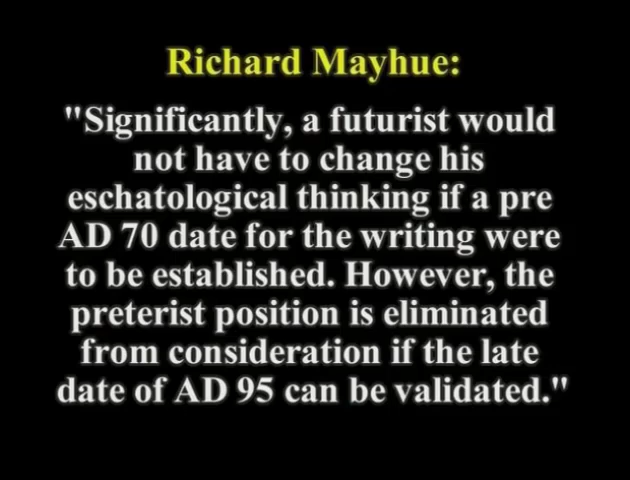 Richard Mayhue:
"Significantly, a futurist would
not have to change his
eschatological thinking if a pre
AD 70 date for the writing were
to be established. However, the
preterist position is eliminated
from consideration if the late
date of AD 95 can be validated."